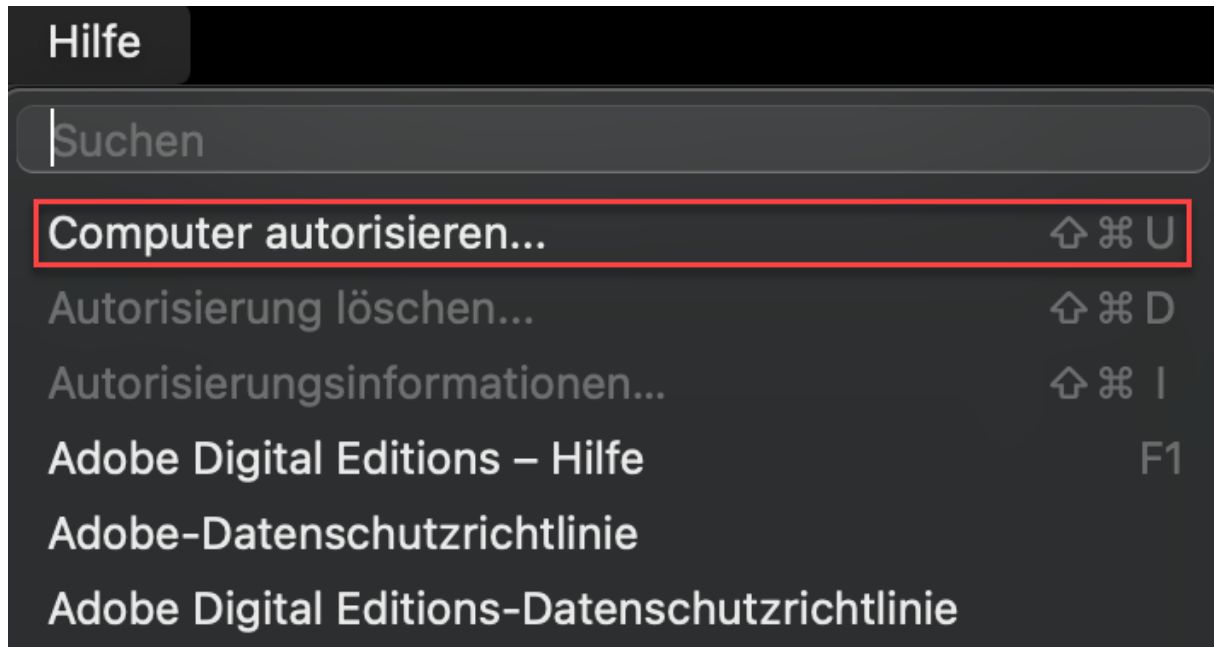 Hilfe
Suchen
Computer autorisieren... ⇧ ⌘ U
Autorisierung löschen... ⇧ ⌘ D
Autorisierungsinformationen... ⇧ ⌘ I
Adobe Digital Editions – Hilfe F1
Adobe-Datenschutzrichtlinie
Adobe Digital Editions-Datenschutzrichtlinie